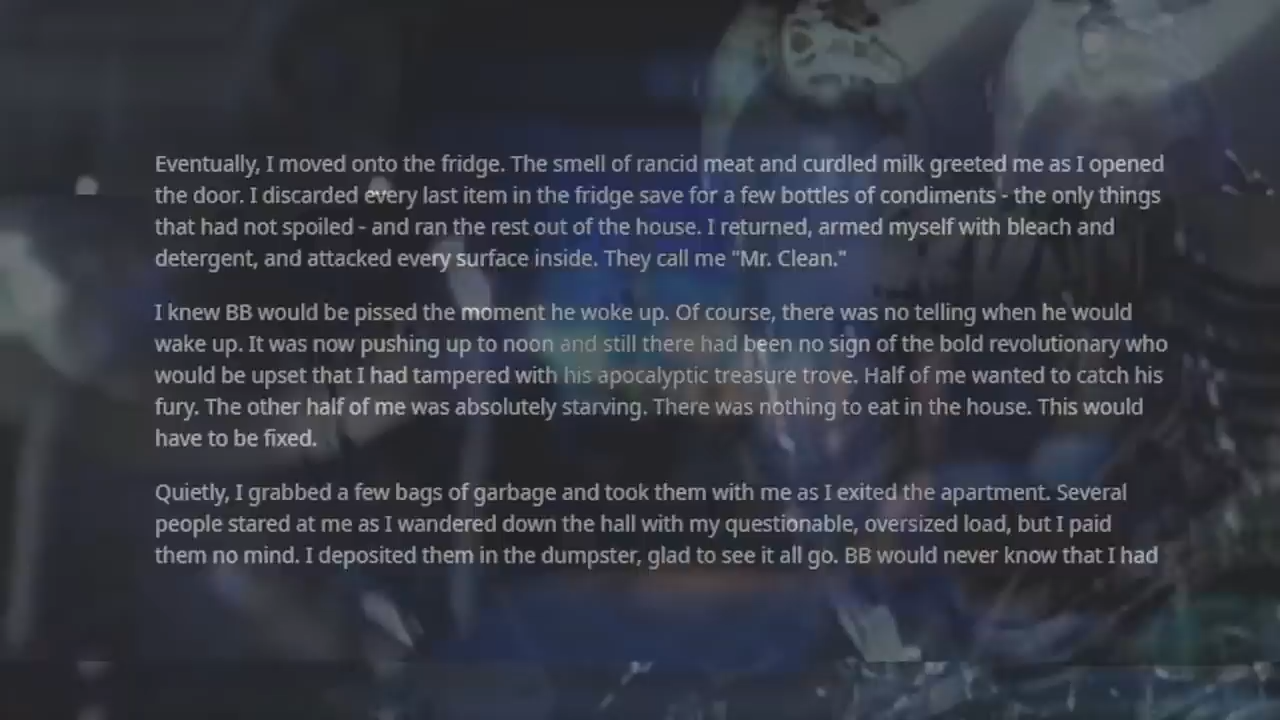 Eventually, I moved onto the fridge. The smell of rancid meat and curdled milk greeted me as I opened
the door. I discarded every last item in the fridge save for a few bottles of condiments - the only things
that had not spoiled - and ran the rest out of the house. I returned, armed myself with bleach and
detergent, and attacked every surface inside. They call me "Mr. Clean."
I knew BB would be pissed the moment he woke up. Of course, there was no telling when he would
wake up. It was now pushing up to noon and still there had been no sign of the bold revolutionary who
would be upset that I had tampered with his apocalyptic treasure trove. Half of me wanted to catch his
fury. The other half of me was absolutely starving. There was nothing to eat in the house. This would
have to be fixed.
Quietly, I grabbed a few bags of garbage and took them with me as I exited the apartment. Several
people stared at me as I wandered down the hall with my questionable, oversized load, but I paid
them no mind. I deposited them in the dumpster, glad to see it all go. BB would never know that I had